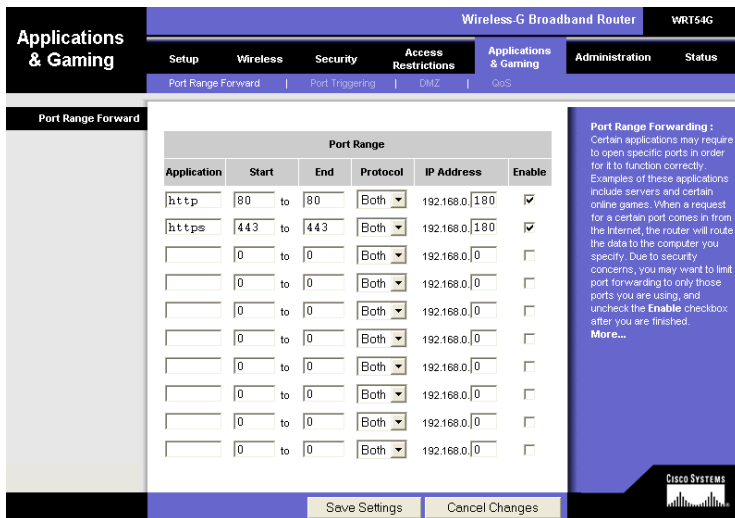 Wireless-G Broadband Router WRT54G
Applications
& Gaming
Setup Wireless Security Access Restrictions Applications & Gaming Administration Status
Port Range Forward | Port Triggering | DMZ | QoS
Port Range Forward
Port Range
Application Start End Protocol IP Address Enable
http 80 to 80 Both 192.168.0. 180
https 443 to 443 Both 192.168.0. 180
0 to 0 Both 192.168.0. 0
0 to 0 Both 192.168.0. 0
0 to 0 Both 192.168.0. 0
0 to 0 Both 192.168.0. 0
0 to 0 Both 192.168.0. 0
0 to 0 Both 192.168.0. 0
0 to 0 Both 192.168.0. 0
0 to 0 Both 192.168.0. 0
Port Range Forwarding :
Certain applications may require
to open specific ports in order
for it to function correctly.
Examples of these applications
include servers and certain
online games. When a request
for a certain port comes in from
the Internet, the router will route
the data to the computer you
specify. Due to security
concerns, you may want to limit
port forwarding to only those
ports you are using, and
uncheck the Enable checkbox
after you are finished.
More...
Save Settings Cancel Changes
CISCO SYSTEMS